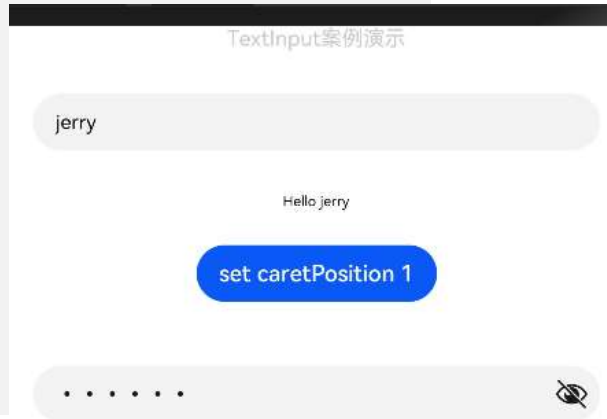 TextInput案例演示
jerry
Hello jerry
set caretPosition 1
••••••